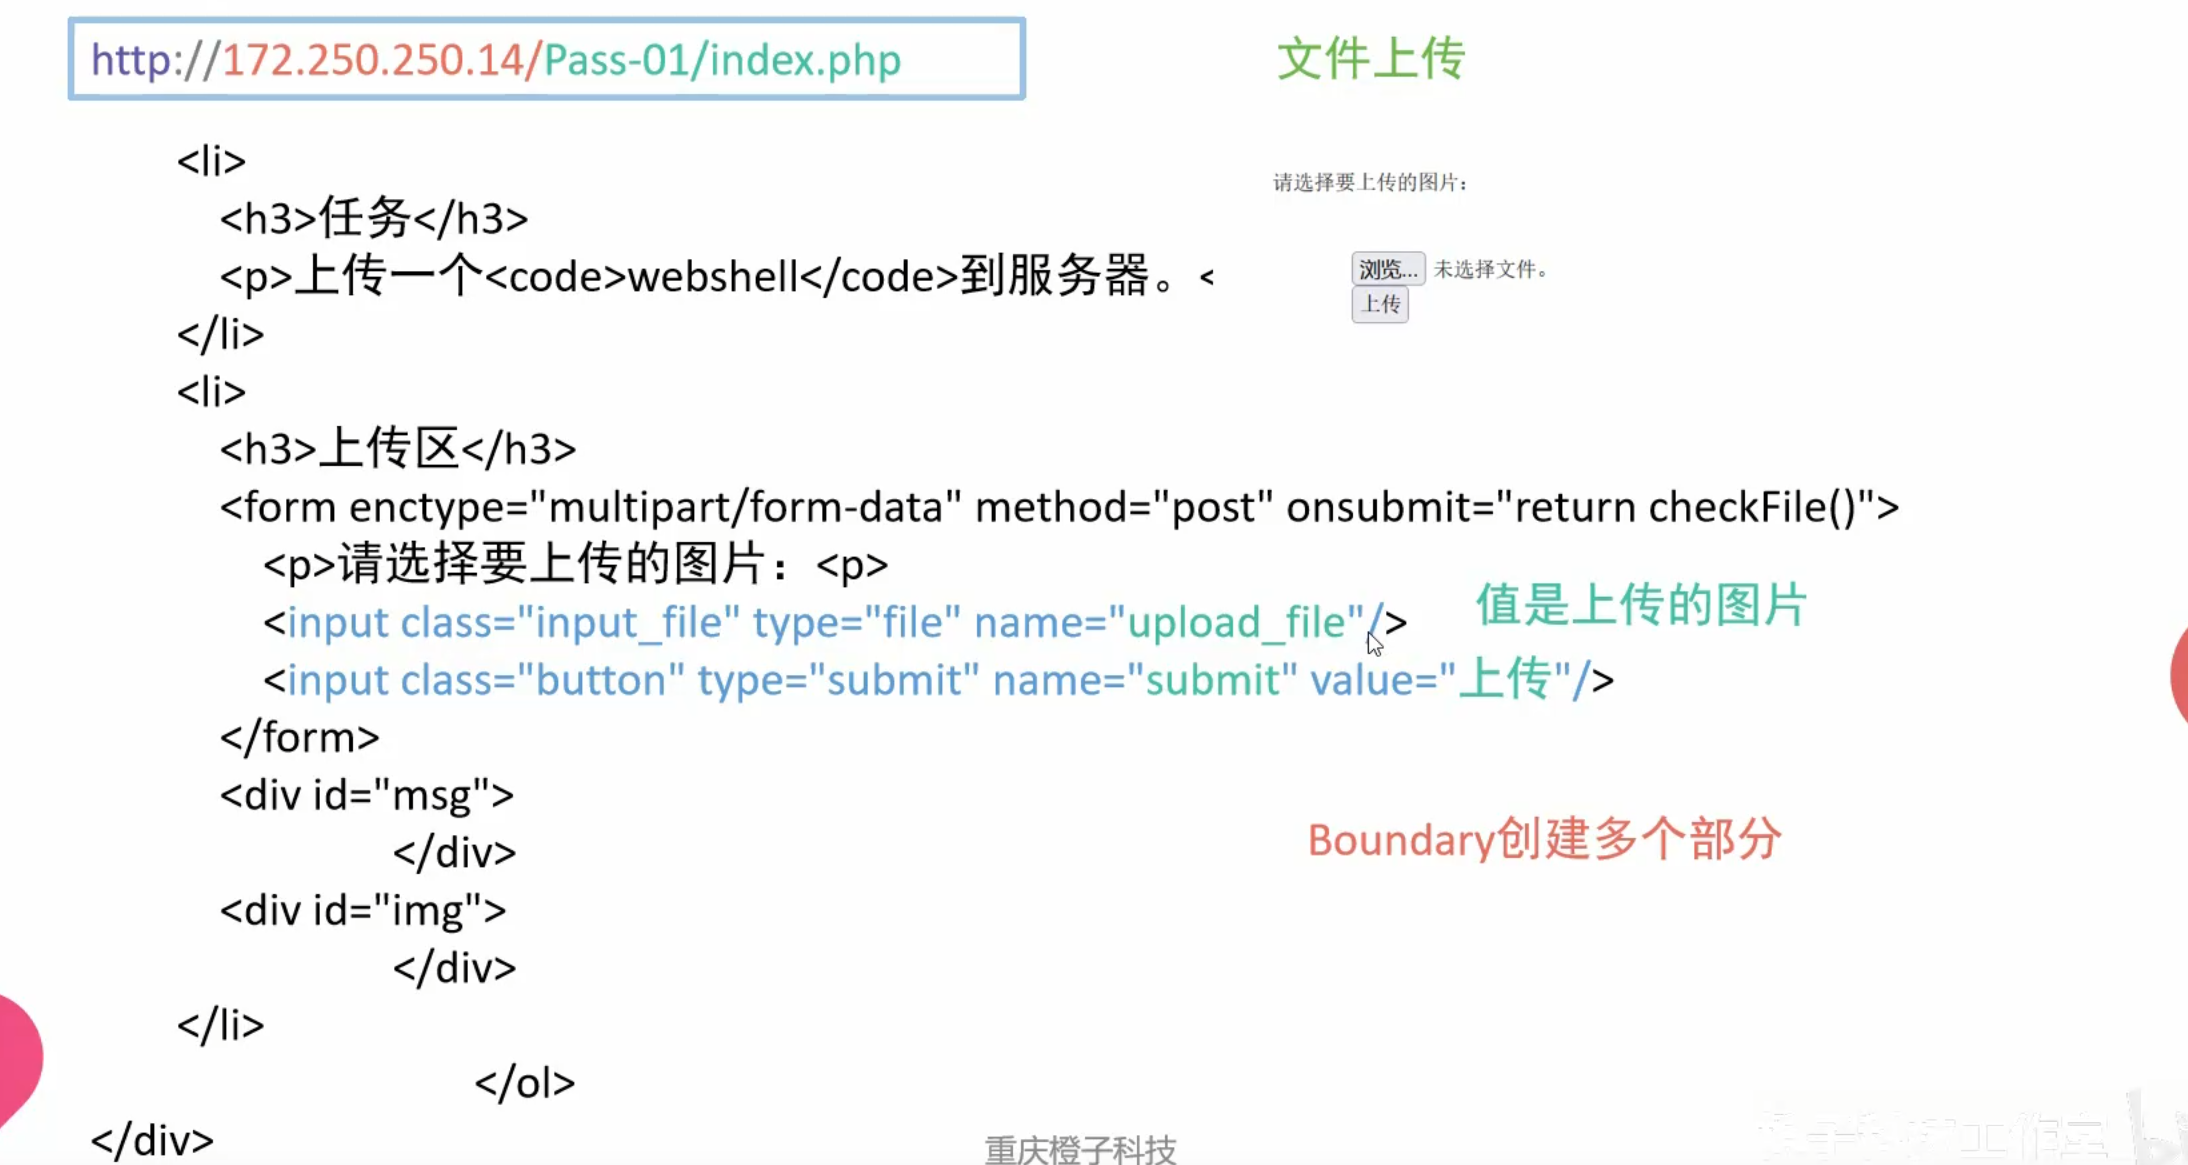 http://172.250.250.14/Pass-01/index.php
文件上传
<li>
<h3>任务</h3>
<p>上传一个<code>webshell</code>到服务器。<
</li>
请选择要上传的图片：
浏览... 未选择文件。
上传
<li>
<h3>上传区</h3>
<form enctype="multipart/form-data" method="post" onsubmit="return checkFile()">
<p>请选择要上传的图片：<p>
<input class="input_file" type="file" name="upload_file"/>
值是上传的图片
<input class="button" type="submit" name="submit" value="上传"/>
</form>
<div id="msg">
</div>
Boundary创建多个部分
<div id="img">
</div>
</li>
</ol>
</div>
重庆橙子科技